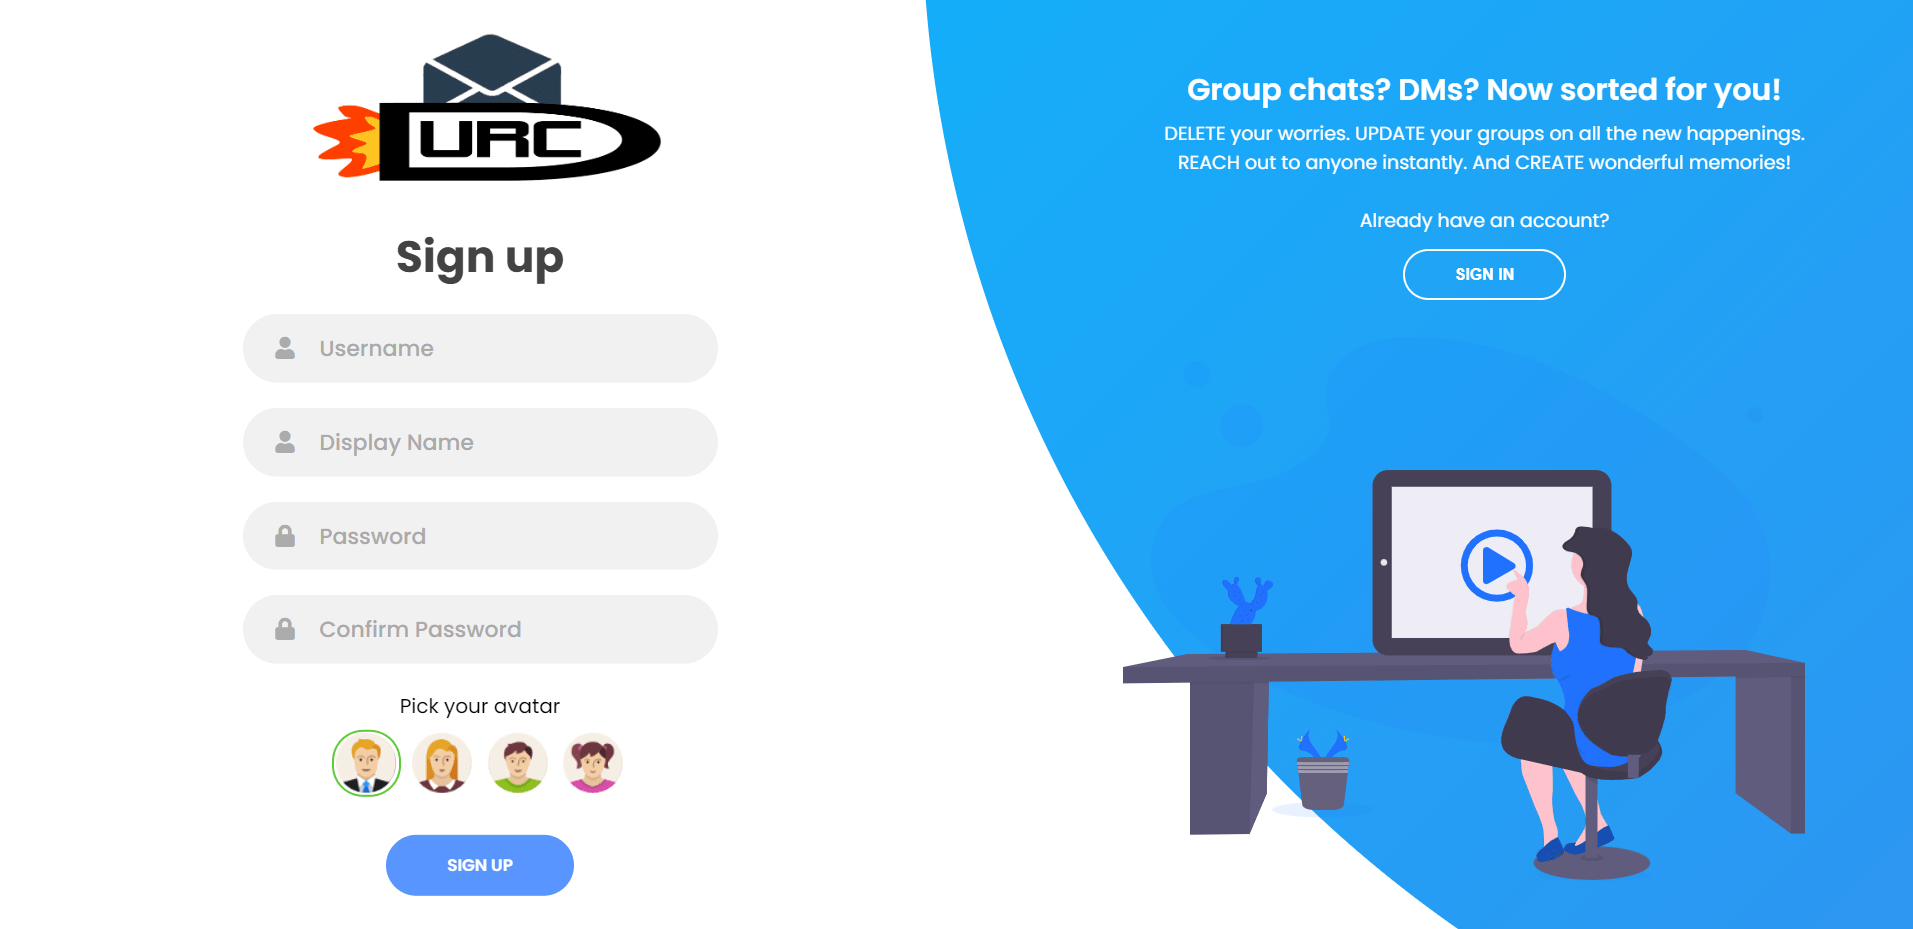 URC
Sign up
Username
Display Name
Password
Confirm Password
Pick your avatar
SIGN UP
Group chats? DMs? Now sorted for you!
DELETE your worries. UPDATE your groups on all the new happenings.
REACH out to anyone instantly. And CREATE wonderful memories!
Already have an account?
SIGN IN